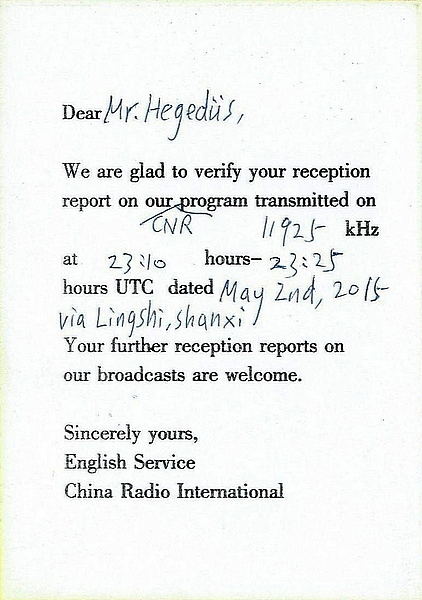 Dear Mr. Hegedüs,
We are glad to verify your reception
report on our program transmitted on
CNR 11925 kHz
at 23:10 hours– 23:25
hours UTC dated May 2nd, 2015
via Lingshi, shanxi
Your further reception reports on
our broadcasts are welcome.
Sincerely yours,
English Service
China Radio International